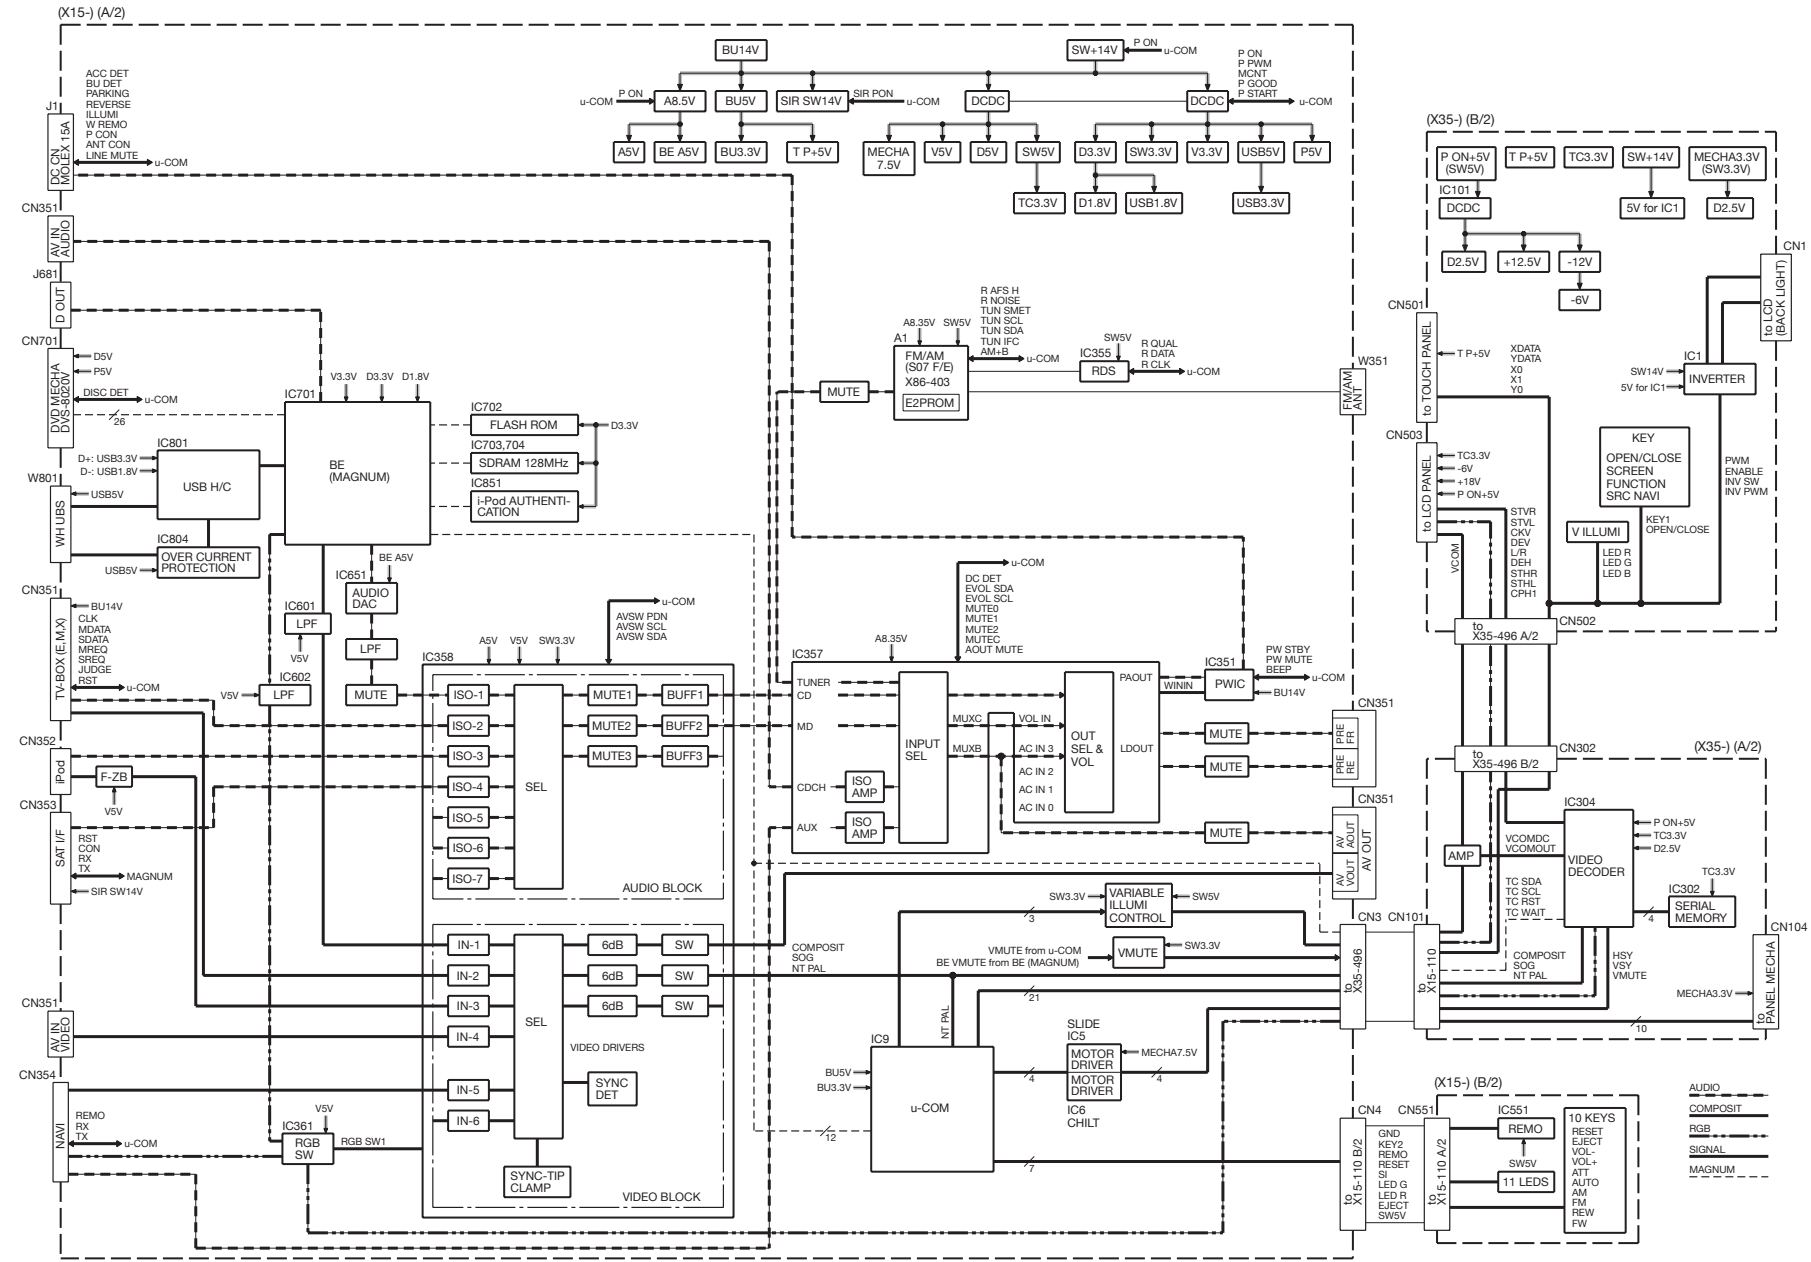 (X15-) (A/2)
J1
DC CN
MOLEX 15A
ACC DET
BU DET
PARKING
REVERSE
ILLUMI
W REMO
P CON
ANT CON
LINE MUTE
u-COM
BU14V
SW+14V
P ON
u-COM
u-COM
P ON
A8.5V
BU5V
SIR SW14V
SIR PON
u-COM
DCDC
DCDC
P ON
P PWM
MCNT
P GOOD
P START
u-COM
A5V
BE A5V
BU3.3V
T P+5V
MECHA
7.5V
V5V
D5V
SW5V
D3.3V
SW3.3V
V3.3V
USB5V
P5V
TC3.3V
D1.8V
USB1.8V
USB3.3V
CN351
AV IN
AUDIO
J681
D OUT
CN701
DVD MECHA
DVS-8020V
D5V
P5V
DISC DET
u-COM
26
IC801
D+: USB3.3V
D-: USB1.8V
USB H/C
W801
WH UBS
USB5V
IC804
OVER CURRENT
PROTECTION
USB5V
IC701
V3.3V
D3.3V
D1.8V
BE
(MAGNUM)
IC702
FLASH ROM
D3.3V
IC703,704
SDRAM 128MHz
IC851
i-Pod AUTHENTI-
CATION
A8.35V
SW5V
A1
FM/AM
(S07 F/E)
X86-403
E2PROM
R AFS H
R NOISE
TUN SMET
TUN SCL
TUN SDA
TUN IFC
AM+B
u-COM
MUTE
SW5V
IC355
RDS
R QUAL
R DATA
R CLK
u-COM
W351
FM/AM
ANT
CN351
TV-BOX (E,M,X)
BU14V
CLK
MDATA
SDATA
MREQ
SREQ
JUDGE
RST
u-COM
IC601
LPF
V5V
IC602
V5V
LPF
BE A5V
IC651
AUDIO
DAC
LPF
MUTE
CN352
iPod
F-ZB
V5V
CN353
SAT I/F
RST
CON
RX
TX
MAGNUM
SIR SW14V
CN351
AV IN
VIDEO
CN354
NAVI
REMO
RX
TX
u-COM
V5V
IC361
RGB
SW
RGB SW1
IC358
A5V
V5V
SW3.3V
u-COM
AVSW PDN
AVSW SCL
AVSW SDA
ISO-1
ISO-2
ISO-3
ISO-4
ISO-5
ISO-6
ISO-7
SEL
MUTE1
MUTE2
MUTE3
BUFF1
BUFF2
BUFF3
AUDIO BLOCK
IN-1
IN-2
IN-3
IN-4
IN-5
IN-6
SEL
6dB
6dB
6dB
SW
SW
SW
VIDEO DRIVERS
SYNC
DET
SYNC-TIP
CLAMP
VIDEO BLOCK
IC357
A8.35V
u-COM
DC DET
EVOL SDA
EVOL SCL
MUTE0
MUTE1
MUTE2
MUTEC
AOUT MUTE
TUNER
CD
MD
CDCH
AUX
ISO
AMP
ISO
AMP
INPUT
SEL
MUXC
MUXB
VOL IN
AC IN 3
AC IN 2
AC IN 1
AC IN 0
OUT
SEL &
VOL
PAOUT
LDOUT
WININ
IC351
PWIC
PW STBY
PW MUTE
BEEP
u-COM
BU14V
MUTE
MUTE
MUTE
CN351
PRE
FR
PRE
RE
CN351
AV
AOUT
AV
VOUT
AV OUT
COMPOSIT
SOG
NT PAL
SW3.3V
VARIABLE
ILLUMI
CONTROL
SW5V
3
VMUTE from u-COM
BE VMUTE from BE (MAGNUM)
VMUTE
SW3.3V
21
NT PAL
IC9
BU5V
BU3.3V
u-COM
12
4
SLIDE
IC5
MOTOR
DRIVER
MOTOR
DRIVER
IC6
CHILT
MECHA7.5V
4
7
CN3
to
X35-496
CN101
to
X15-110
CN4
to
X15-110 B/2
GND
KEY2
REMO
RESET
SI
LED G
LED R
EJECT
SW5V
CN551
to
X15-110 A/2
(X15-) (B/2)
IC551
REMO
SW5V
11 LEDS
10 KEYS
RESET
EJECT
VOL-
VOL+
ATT
AUTO
AM
FM
REW
FW
(X35-) (B/2)
P ON+5V
(SW5V)
T P+5V
TC3.3V
SW+14V
MECHA3.3V
(SW3.3V)
IC101
DCDC
5V for IC1
D2.5V
D2.5V
+12.5V
-12V
-6V
CN1
to LCD
(BACK LIGHT)
CN501
to TOUCH PANEL
T P+5V
XDATA
YDATA
X0
X1
Y0
IC1
INVERTER
SW14V
5V for IC1
CN503
to LCD PANEL
TC3.3V
-6V
+18V
P ON+5V
VCOM
STVR
STVL
CKV
DEV
L/R
DEH
STHR
STHL
CPH1
KEY
OPEN/CLOSE
SCREEN
FUNCTION
SRC NAVI
KEY1
OPEN/CLOSE
V ILLUMI
LED R
LED G
LED B
PWM
ENABLE
INV SW
INV PWM
to
X35-496 A/2
CN502
to
X35-496 B/2
CN302
(X35-) (A/2)
IC304
VIDEO
DECODER
P ON+5V
TC3.3V
D2.5V
AMP
VCOMDC
VCOMOUT
TC SDA
TC SCL
TC RST
TC WAIT
TC3.3V
IC302
SERIAL
MEMORY
4
COMPOSIT
SOG
NT PAL
HSY
VSY
VMUTE
CN104
to
PANEL MECHA
MECHA3.3V
10
AUDIO
COMPOSIT
RGB
SIGNAL
MAGNUM